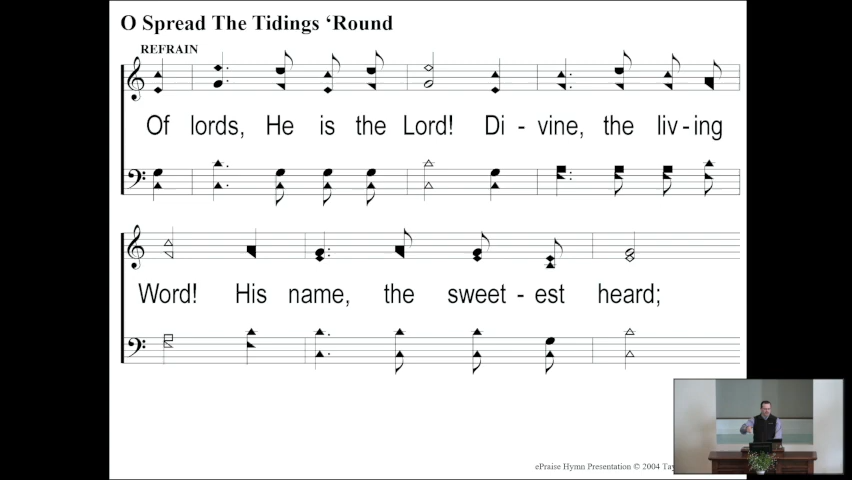 O Spread The Tidings ‘Round
REFRAIN
Of lords, He is the Lord! Di - vine, the liv - ing
Word! His name, the sweet - est heard;
ePraise Hymn Presentation © 2004